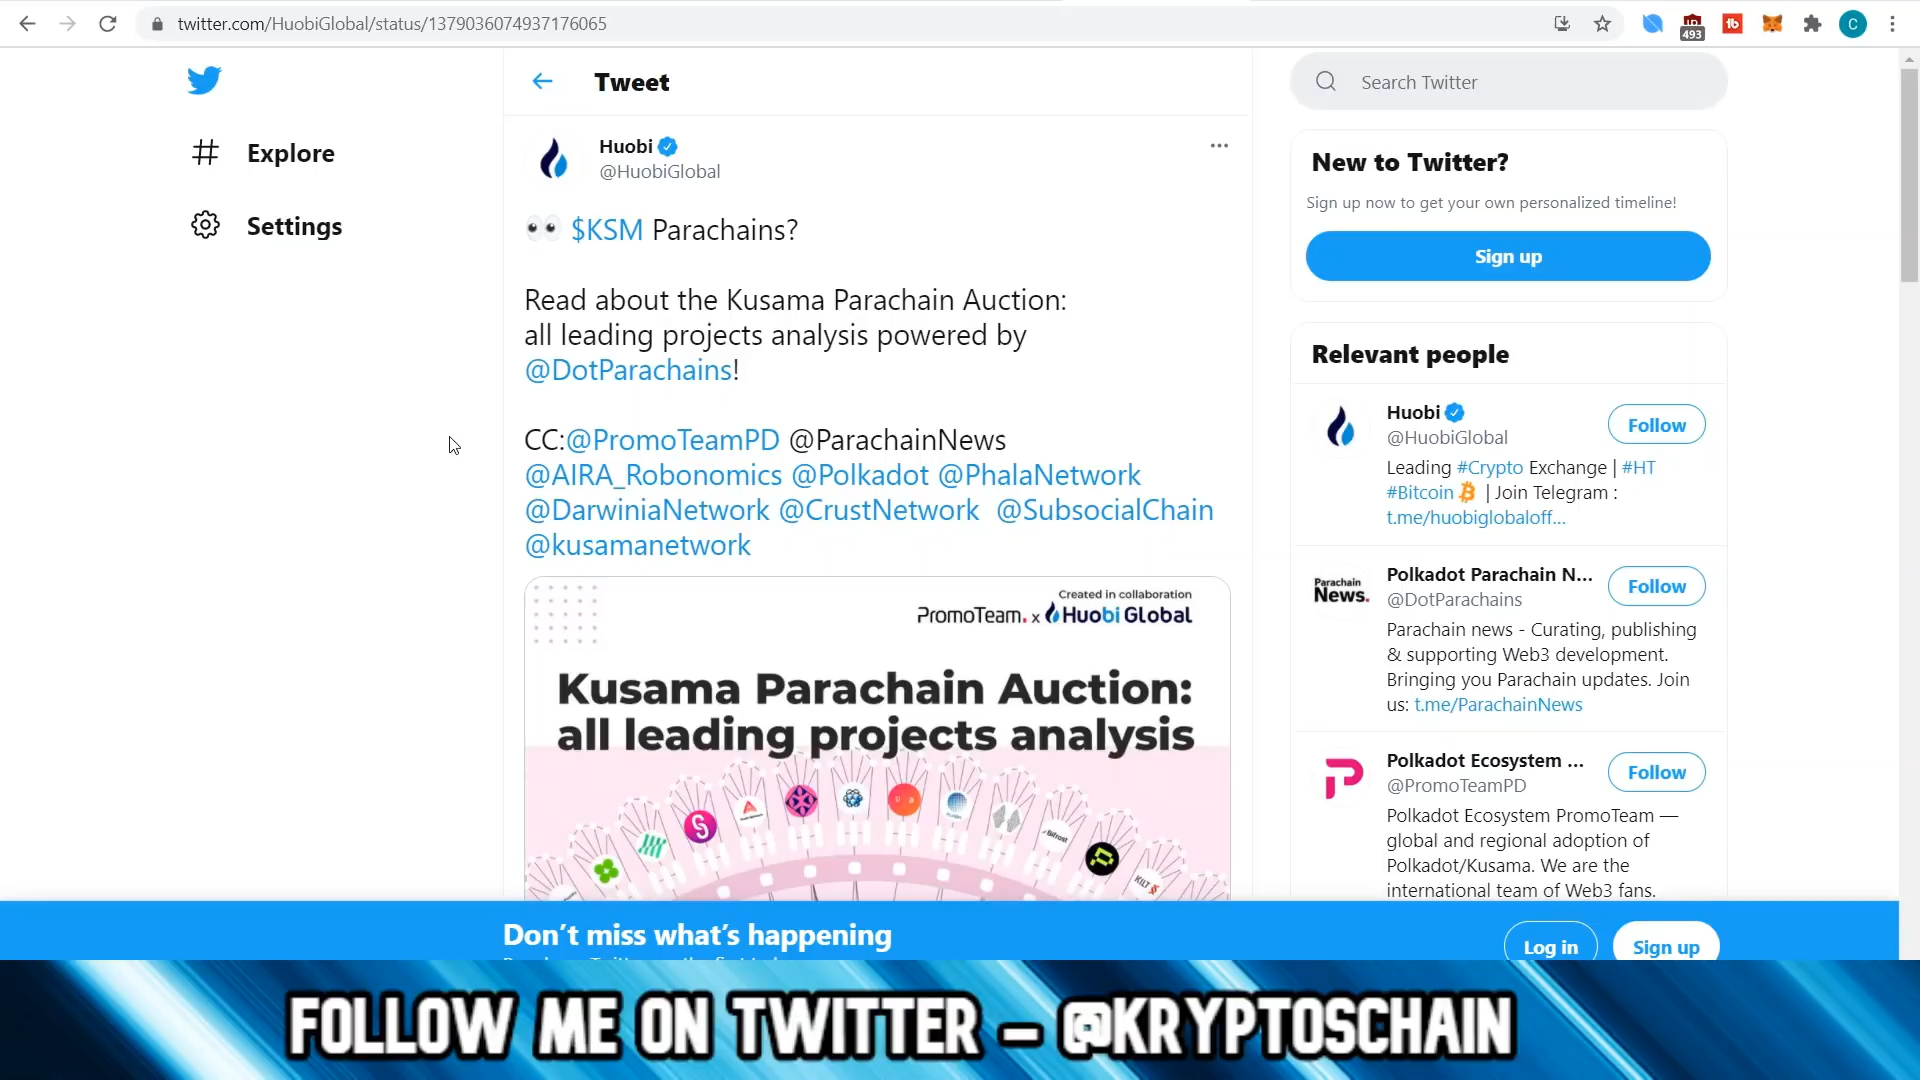 twitter.com/HuobiGlobal/status/1379036074937176065
493
C
Explore
Settings
Tweet
Huobi
@HuobiGlobal
$KSM Parachains?
Read about the Kusama Parachain Auction:
all leading projects analysis powered by
@DotParachains!
CC:@PromoTeamPD @ParachainNews
@AIRA_Robonomics @Polkadot @PhalaNetwork
@DarwiniaNetwork @CrustNetwork @SubsocialChain
@kusamanetwork
Created in collaboration
PromoTeam. x Huobi Global
Kusama Parachain Auction:
all leading projects analysis
Bifrost
KILT
Search Twitter
New to Twitter?
Sign up now to get your own personalized timeline!
Sign up
Relevant people
Huobi
@HuobiGlobal
Follow
Leading #Crypto Exchange | #HT
#Bitcoin | Join Telegram :
t.me/huobiglobaloff...
Parachain
News.
Polkadot Parachain N...
@DotParachains
Follow
Parachain news - Curating, publishing
& supporting Web3 development.
Bringing you Parachain updates. Join
us: t.me/ParachainNews
Polkadot Ecosystem ...
@PromoTeamPD
Follow
Polkadot Ecosystem PromoTeam —
global and regional adoption of
Polkadot/Kusama. We are the
international team of Web3 fans.
Don't miss what's happening
Log in
Sign up
FOLLOW ME ON TWITTER - @KRYPTOSCHAIN